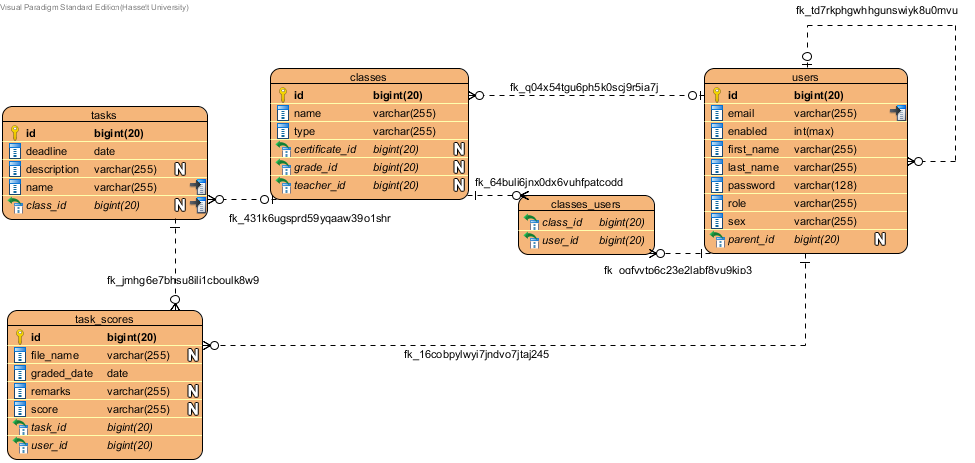 Visual Paradigm Standard Edition(Hasselt University)
fk_td7rkphgwhhgunswiyk8u0mvu
classes
id bigint(20)
name varchar(255)
type varchar(255)
certificate_id bigint(20) N
grade_id bigint(20) N
teacher_id bigint(20) N
fk_q04x54tgu6ph5k0scj9r5ia7j
users
id bigint(20)
email varchar(255)
enabled int(max)
first_name varchar(255)
last_name varchar(255)
password varchar(128)
role varchar(255)
sex varchar(255)
parent_id bigint(20) N
tasks
id bigint(20)
deadline date
description varchar(255) N
name varchar(255)
class_id bigint(20) N
fk_431k6ugsprd59yqaaw39o1shr
fk_64buli6jnx0dx6vuhfpatcodd
classes_users
class_id bigint(20)
user_id bigint(20)
fk_jmhg6e7bhsu8ili1cboulk8w9
task_scores
id bigint(20)
file_name varchar(255) N
graded_date date
remarks varchar(255) N
score varchar(255) N
task_id bigint(20)
user_id bigint(20)
fk_16cobpylwyi7jndvo7jtaj245